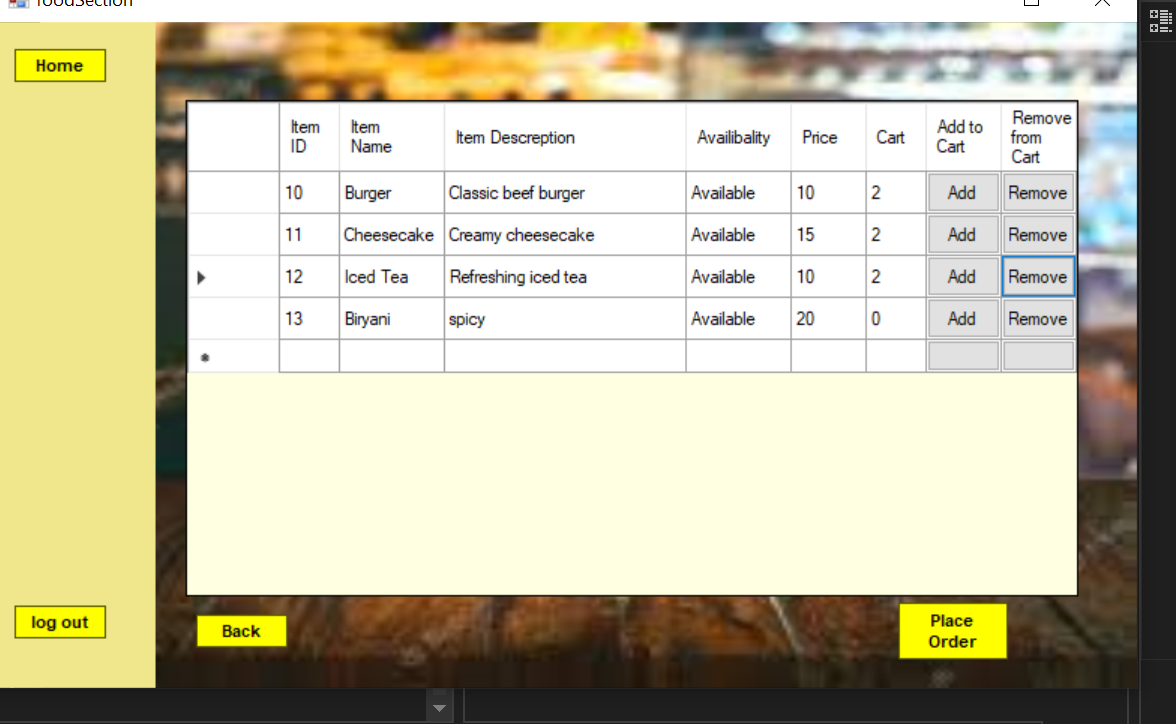 foodSection
Home
Item ID Item Name Item Descreption Availibality Price Cart Add to Cart Remove from Cart
10 Burger Classic beef burger Available 10 2 Add Remove
11 Cheesecake Creamy cheesecake Available 15 2 Add Remove
12 Iced Tea Refreshing iced tea Available 10 2 Add Remove
13 Biryani spicy Available 20 0 Add Remove
log out
Back
Place
Order